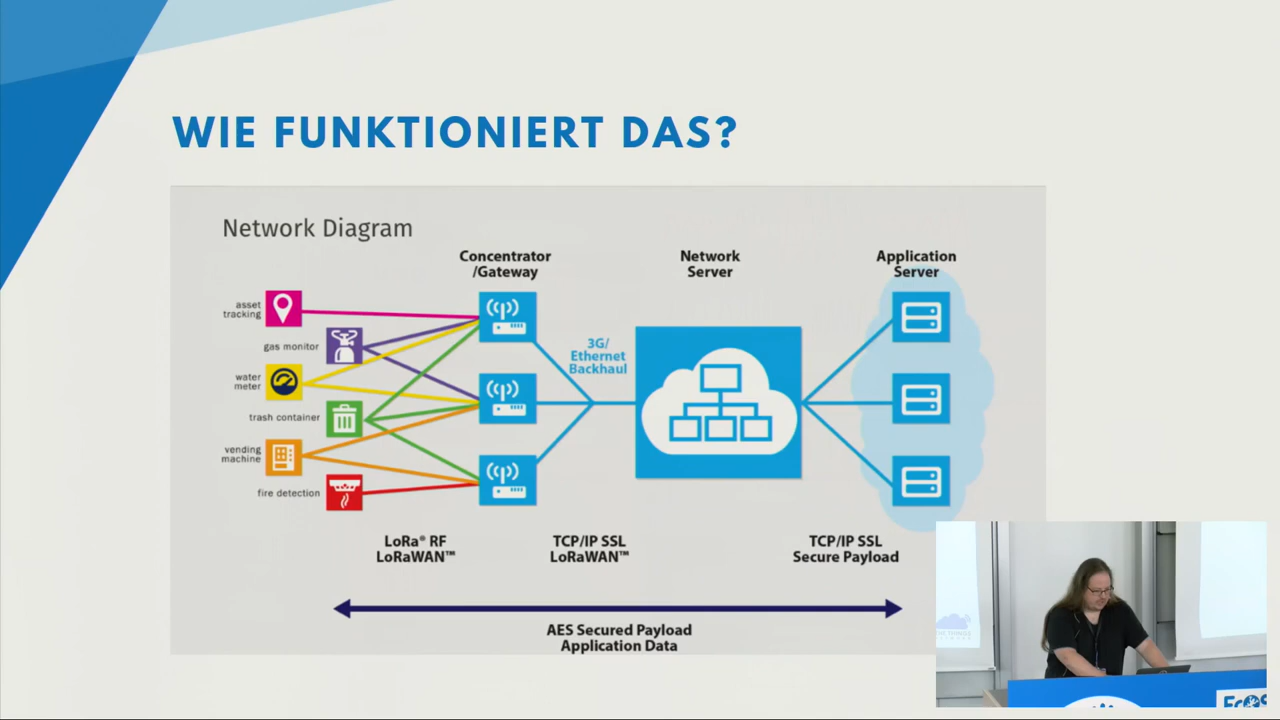 WIE FUNKTIONIERT DAS?
Network Diagram
Concentrator
/Gateway
Network
Server
Application
Server
asset
tracking
gas monitor
water
meter
trash container
vending
machine
fire detection
3G/
Ethernet
Backhaul
LoRa® RF
LoRaWAN™
TCP/IP SSL
LoRaWAN™
TCP/IP SSL
Secure Payload
AES Secured Payload
Application Data